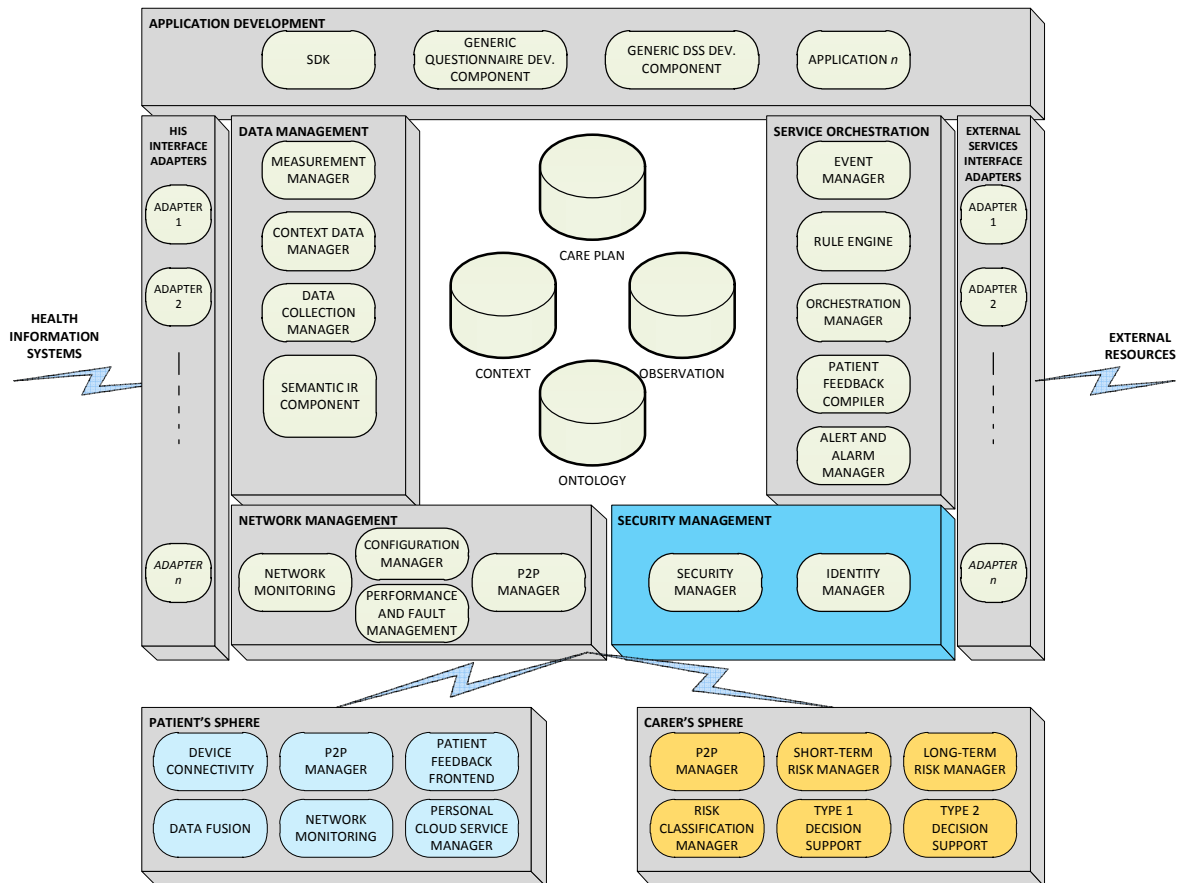 APPLICATION DEVELOPMENT
SDK
GENERIC
QUESTIONNAIRE DEV.
COMPONENT
GENERIC DSS DEV.
COMPONENT
APPLICATION n
HIS
INTERFACE
ADAPTERS
ADAPTER
1
ADAPTER
2
ADAPTER
n
DATA MANAGEMENT
MEASUREMENT
MANAGER
CONTEXT DATA
MANAGER
DATA
COLLECTION
MANAGER
SEMANTIC IR
COMPONENT
CARE PLAN
CONTEXT
OBSERVATION
ONTOLOGY
SERVICE ORCHESTRATION
EVENT
MANAGER
RULE ENGINE
ORCHESTRATION
MANAGER
PATIENT
FEEDBACK
COMPILER
ALERT AND
ALARM
MANAGER
EXTERNAL
SERVICES
INTERFACE
ADAPTERS
ADAPTER
1
ADAPTER
2
ADAPTER
n
HEALTH
INFORMATION
SYSTEMS
EXTERNAL
RESOURCES
NETWORK MANAGEMENT
NETWORK
MONITORING
CONFIGURATION
MANAGER
PERFORMANCE
AND FAULT
MANAGEMENT
P2P
MANAGER
SECURITY MANAGEMENT
SECURITY
MANAGER
IDENTITY
MANAGER
PATIENT'S SPHERE
DEVICE
CONNECTIVITY
P2P
MANAGER
PATIENT
FEEDBACK
FRONTEND
DATA FUSION
NETWORK
MONITORING
PERSONAL
CLOUD SERVICE
MANAGER
CARER'S SPHERE
P2P
MANAGER
SHORT-TERM
RISK MANAGER
LONG-TERM
RISK MANAGER
RISK
CLASSIFICATION
MANAGER
TYPE 1
DECISION
SUPPORT
TYPE 2
DECISION
SUPPORT